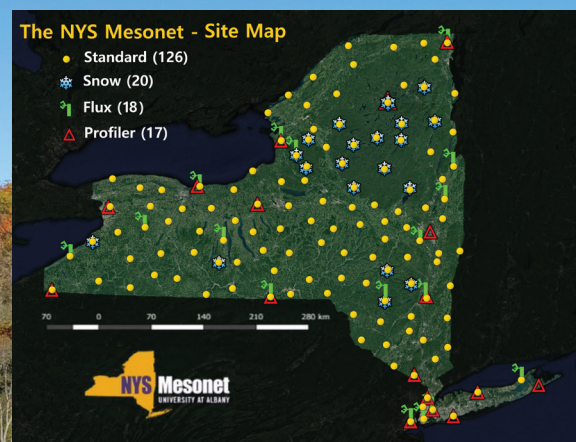 The NYS Mesonet - Site Map
Standard (126)
Snow (20)
Flux (18)
Profiler (17)
70 0 70 140 210 280 km
NYS Mesonet
UNIVERSITY AT ALBANY